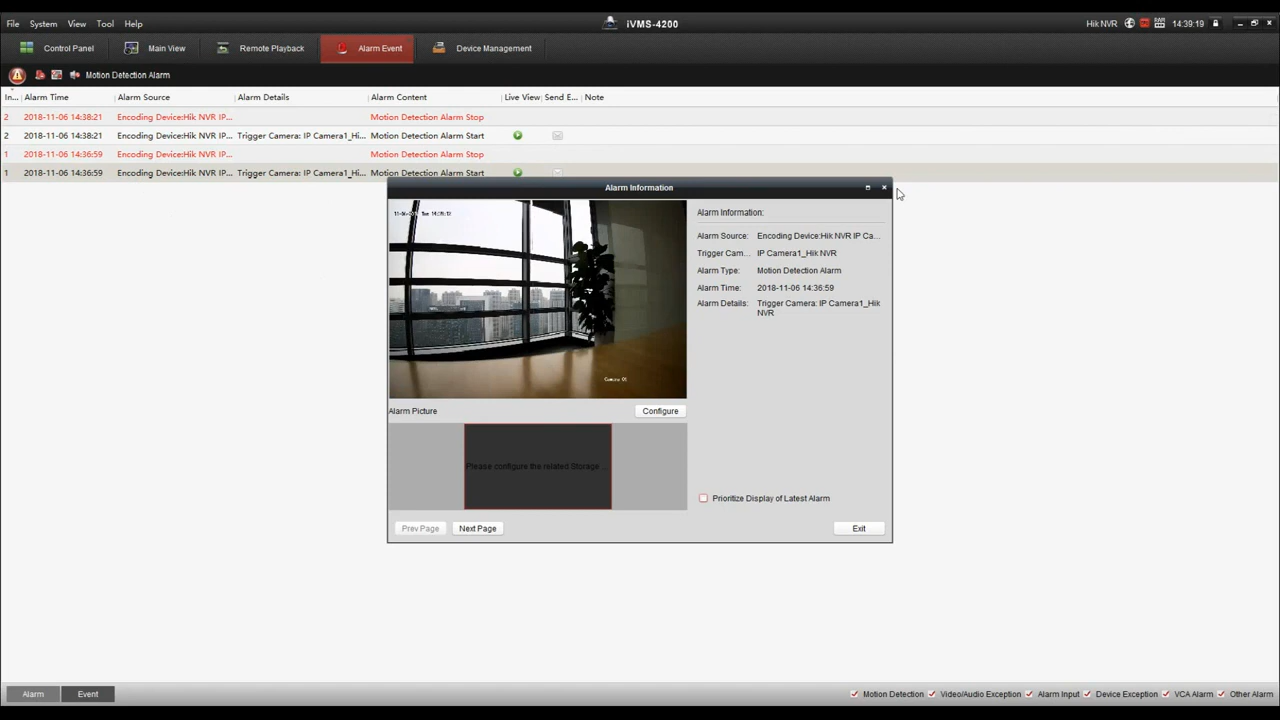 File System View Tool Help
iVMS-4200
Hik NVR 14:39:19
Control Panel Main View Remote Playback Alarm Event Device Management
Motion Detection Alarm
In... Alarm Time Alarm Source Alarm Details Alarm Content Live View Send E... Note
2 2018-11-06 14:38:21 Encoding Device:Hik NVR IP... Motion Detection Alarm Stop
2 2018-11-06 14:38:21 Encoding Device:Hik NVR IP... Trigger Camera: IP Camera1_Hi... Motion Detection Alarm Start
1 2018-11-06 14:36:59 Encoding Device:Hik NVR IP... Motion Detection Alarm Stop
1 2018-11-06 14:36:59 Encoding Device:Hik NVR IP... Trigger Camera: IP Camera1_Hi... Motion Detection Alarm Start
Alarm Information
Camera 01
Alarm Picture
Configure
Please configure the related Storage ...
Prev Page Next Page
Alarm Information:
Alarm Source: Encoding Device:Hik NVR IP Ca...
Trigger Cam... IP Camera1_Hik NVR
Alarm Type: Motion Detection Alarm
Alarm Time: 2018-11-06 14:36:59
Alarm Details: Trigger Camera: IP Camera1_Hik
NVR
Prioritize Display of Latest Alarm
Exit
Alarm Event
Motion Detection Video/Audio Exception Alarm Input Device Exception VCA Alarm Other Alarm